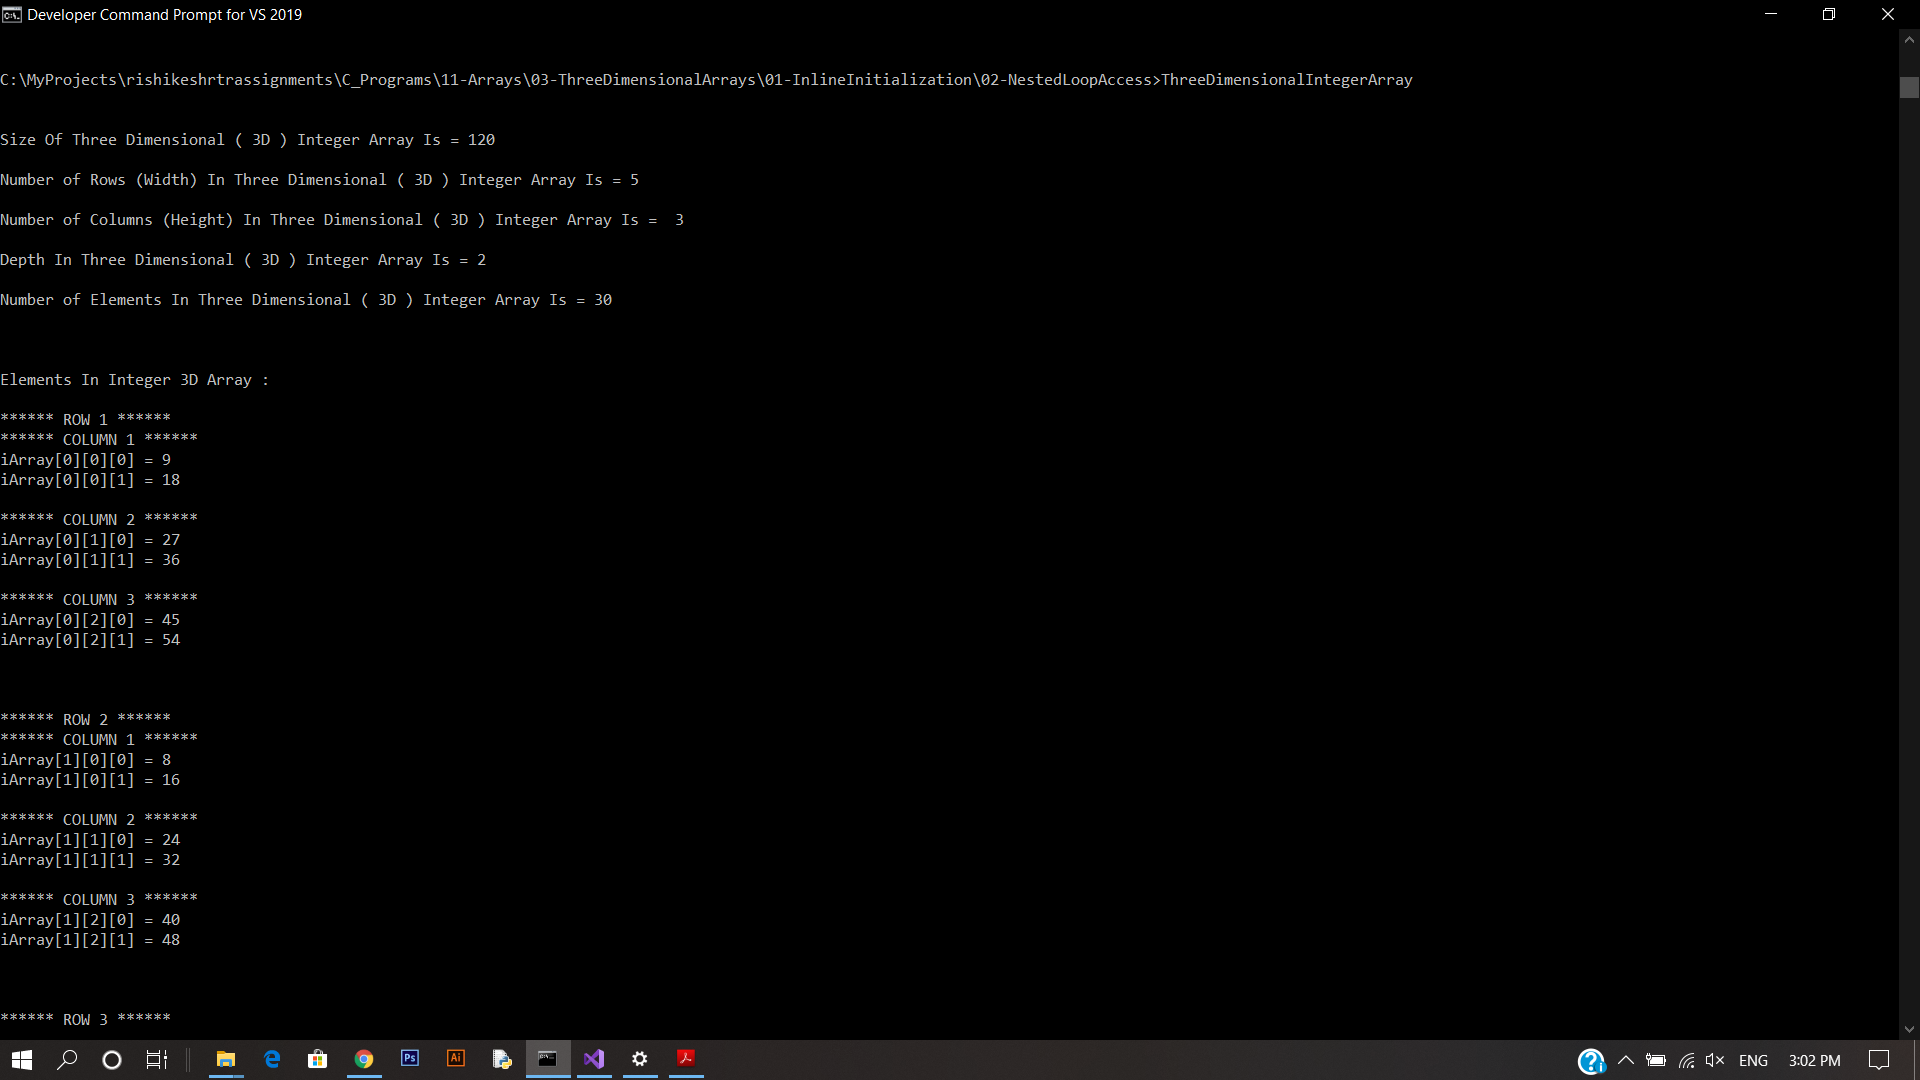 Developer Command Prompt for VS 2019
C:\MyProjects\rishikeshrtrassignments\C_Programs\11-Arrays\03-ThreeDimensionalArrays\01-InlineInitialization\02-NestedLoopAccess>ThreeDimensionalIntegerArray
Size Of Three Dimensional ( 3D ) Integer Array Is = 120
Number of Rows (Width) In Three Dimensional ( 3D ) Integer Array Is = 5
Number of Columns (Height) In Three Dimensional ( 3D ) Integer Array Is =  3
Depth In Three Dimensional ( 3D ) Integer Array Is = 2
Number of Elements In Three Dimensional ( 3D ) Integer Array Is = 30
Elements In Integer 3D Array :
****** ROW 1 ******
****** COLUMN 1 ******
iArray[0][0][0] = 9
iArray[0][0][1] = 18
****** COLUMN 2 ******
iArray[0][1][0] = 27
iArray[0][1][1] = 36
****** COLUMN 3 ******
iArray[0][2][0] = 45
iArray[0][2][1] = 54
****** ROW 2 ******
****** COLUMN 1 ******
iArray[1][0][0] = 8
iArray[1][0][1] = 16
****** COLUMN 2 ******
iArray[1][1][0] = 24
iArray[1][1][1] = 32
****** COLUMN 3 ******
iArray[1][2][0] = 40
iArray[1][2][1] = 48
****** ROW 3 ******
Ps Ai ENG 3:02 PM